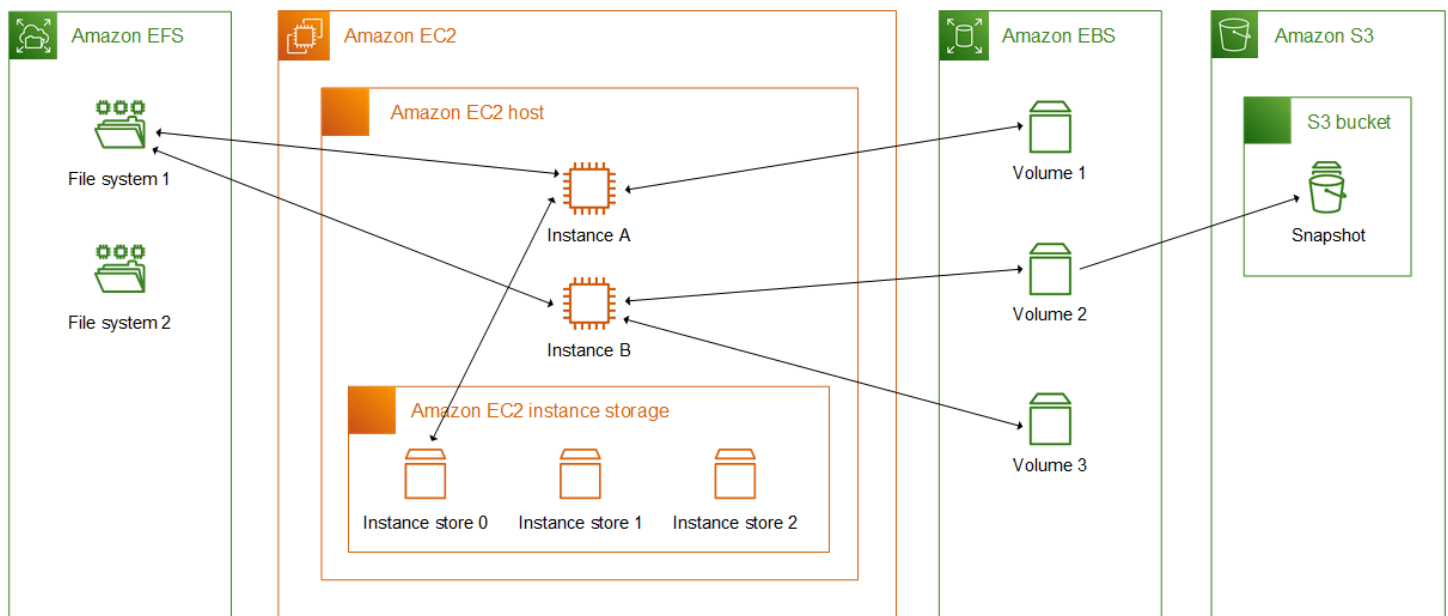 Amazon EFS
File system 1
File system 2
Amazon EC2
Amazon EC2 host
Instance A
Instance B
Amazon EC2 instance storage
Instance store 0
Instance store 1
Instance store 2
Amazon EBS
Volume 1
Volume 2
Volume 3
Amazon S3
S3 bucket
Snapshot